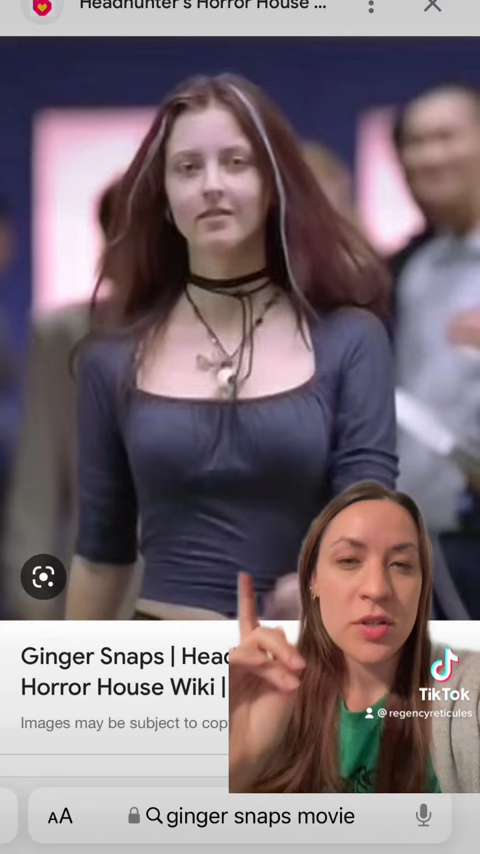 Headhunter's Horror House ...
Ginger Snaps | Head
Horror House Wiki |
Images may be subject to cop
TikTok
@regencyreticules
AA
ginger snaps movie